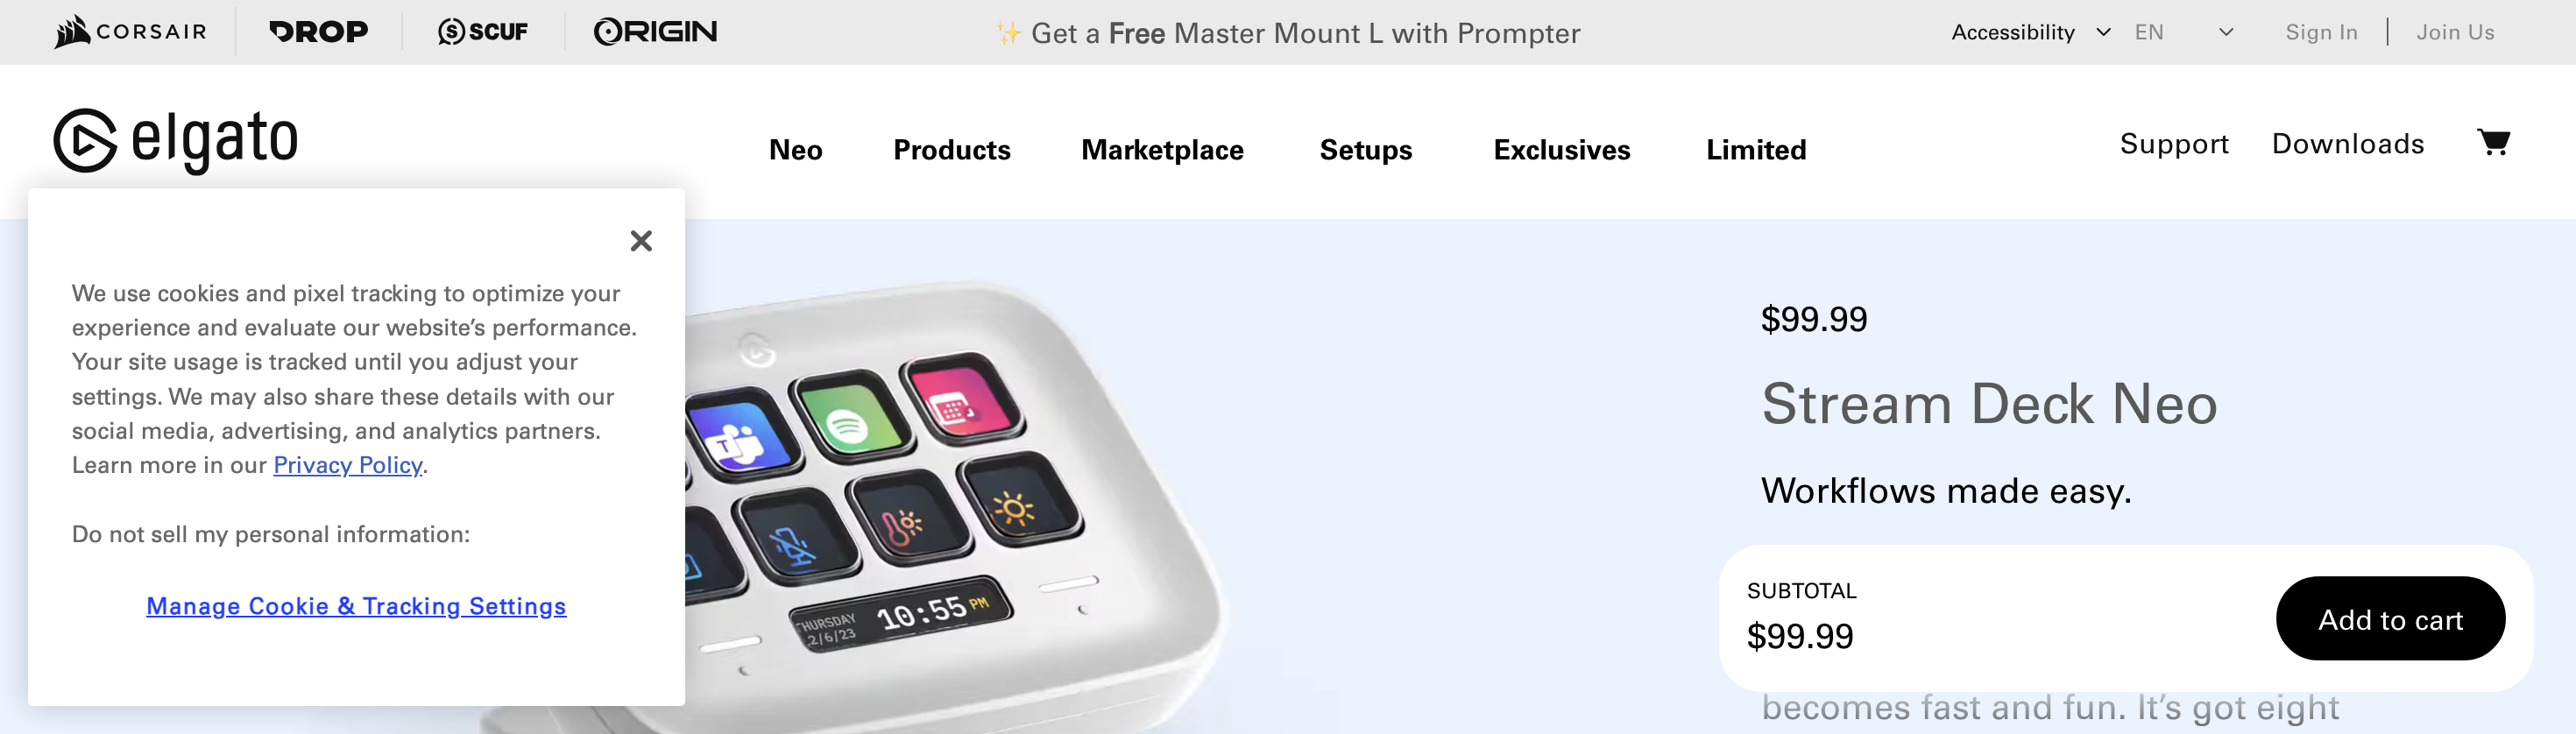 CORSAIR
DROP
SCUF
ORIGIN
✨ Get a Free Master Mount L with Prompter
Accessibility
EN
Sign In
Join Us
elgato
Neo
Products
Marketplace
Setups
Exclusives
Limited
Support
Downloads
We use cookies and pixel tracking to optimize your
experience and evaluate our website’s performance.
Your site usage is tracked until you adjust your
settings. We may also share these details with our
social media, advertising, and analytics partners.
Learn more in our Privacy Policy.
Do not sell my personal information:
Manage Cookie & Tracking Settings
T
THURSDAY
2/6/23
10:55 PM
$99.99
Stream Deck Neo
Workflows made easy.
SUBTOTAL
$99.99
Add to cart
becomes fast and fun. It’s got eight